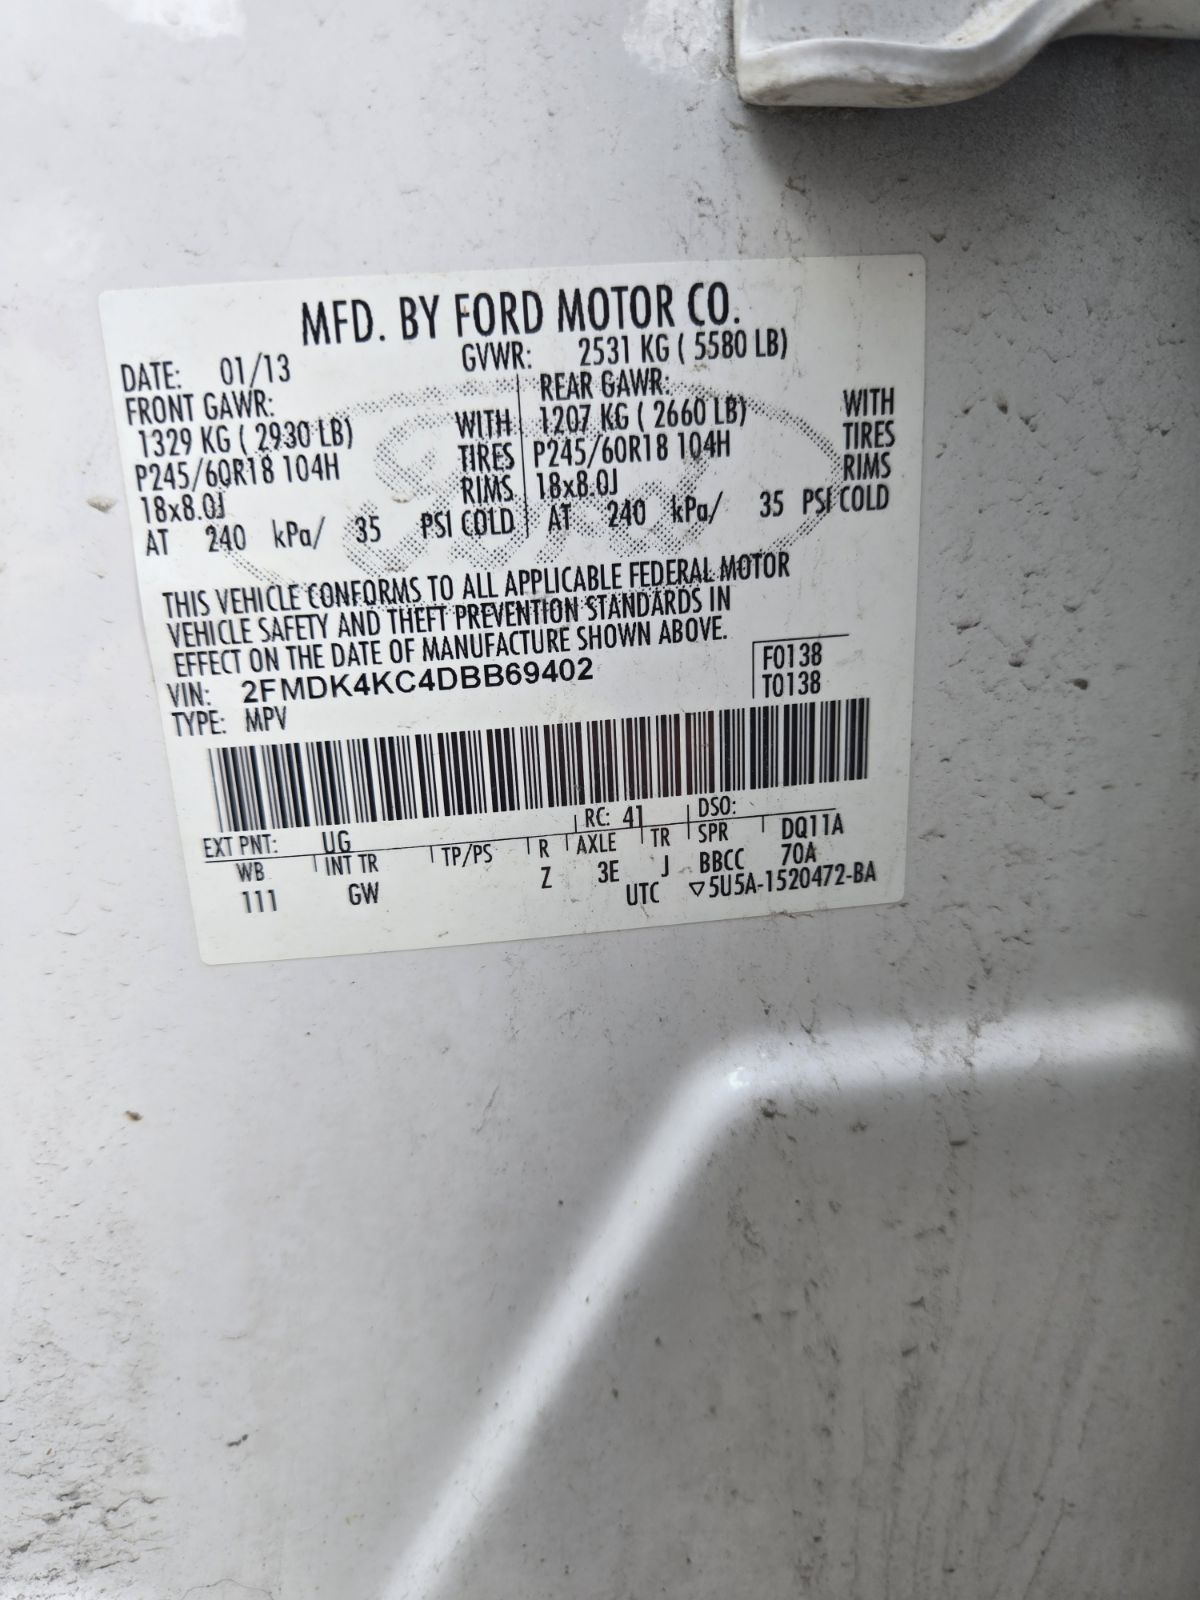 MFD. BY FORD MOTOR CO.
DATE: 01/13 GVWR: 2531 KG ( 5580 LB)
FRONT GAWR: REAR GAWR:
1329 KG ( 2930 LB) WITH 1207 KG ( 2660 LB) WITH
P245/60R18 104H TIRES P245/60R18 104H TIRES
18x8.0J RIMS 18x8.0J RIMS
AT 240 kPa/ 35 PSI COLD AT 240 kPa/ 35 PSI COLD
Ford
THIS VEHICLE CONFORMS TO ALL APPLICABLE FEDERAL MOTOR
VEHICLE SAFETY AND THEFT PREVENTION STANDARDS IN
EFFECT ON THE DATE OF MANUFACTURE SHOWN ABOVE.
VIN: 2FMDK4KC4DBB69402 F0138
TYPE: MPV T0138
EXT PNT: UG RC: 41 DSO:
WB INT TR TP/PS R AXLE TR SPR DQ11A
111 GW Z 3E J BBCC 70A
UTC ▽5U5A-1520472-BA